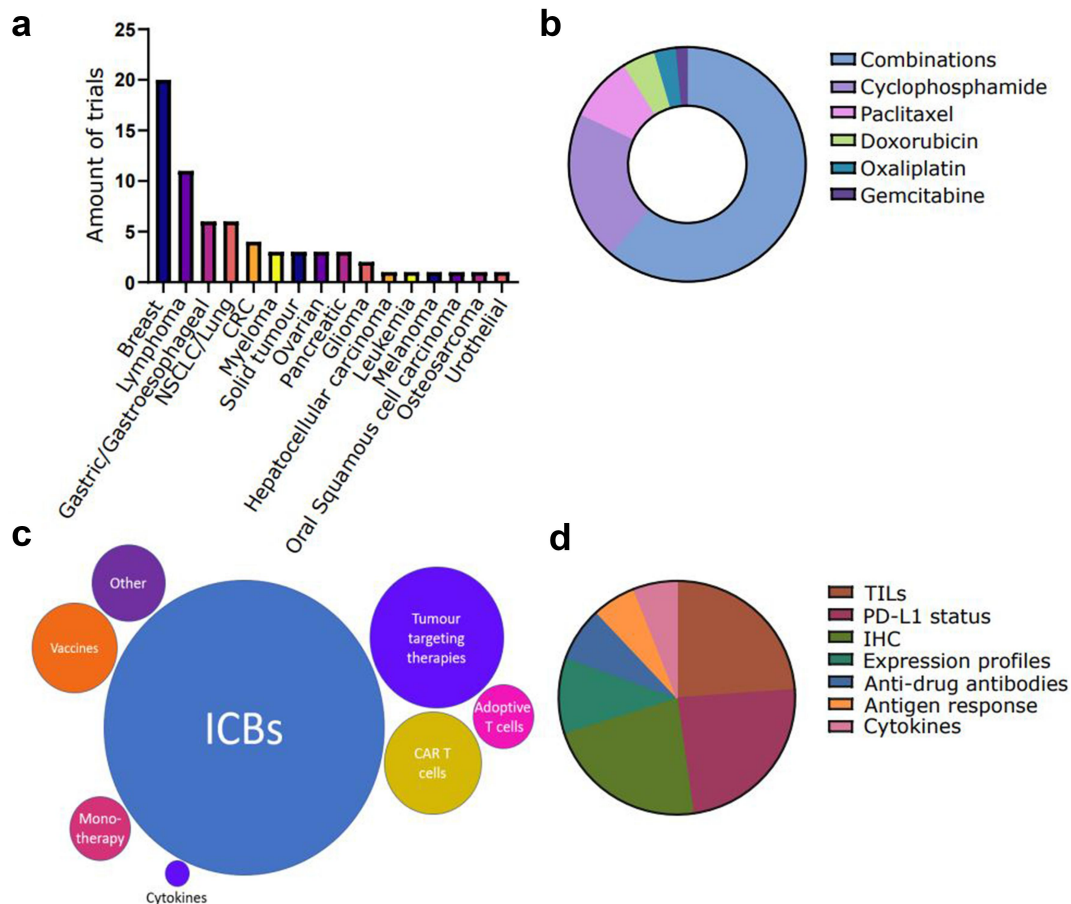 a
25
20
15
10
5
0
Amount of trials
Breast
Lymphoma
Gastric/Gastroesophageal
NSCLC/Lung
CRC
Myeloma
Solid tumour
Ovarian
Pancreatic
Glioma
Hepatocellular carcinoma
Leukemia
Melanoma
Oral Squamous cell carcinoma
Osteosarcoma
Urothelial
b
Combinations
Cyclophosphamide
Paclitaxel
Doxorubicin
Oxaliplatin
Gemcitabine
c
Other
Vaccines
ICBs
Tumour
targeting
therapies
Adoptive
T cells
CAR T
cells
Mono-
therapy
Cytokines
d
TILs
PD-L1 status
IHC
Expression profiles
Anti-drug antibodies
Antigen response
Cytokines